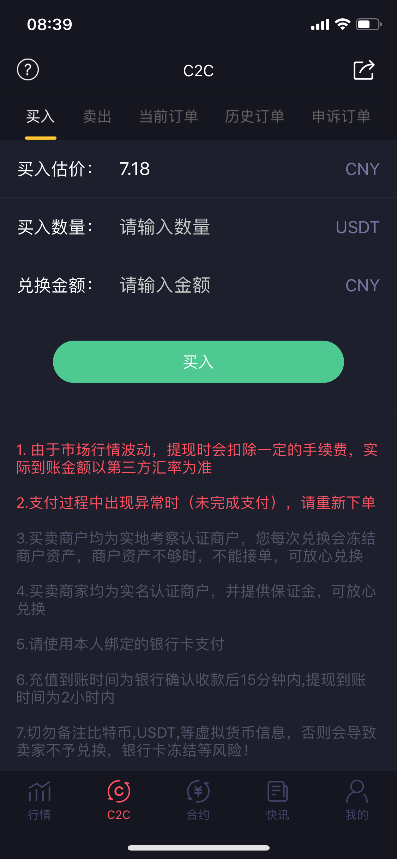 08:39
C2C
买入 卖出 当前订单 历史订单 申诉订单
买入估价： 7.18 CNY
买入数量： 请输入数量 USDT
兑换金额： 请输入金额 CNY
买入
1. 由于市场行情波动，提现时会扣除一定的手续费，实
际到账金额以第三方汇率为准
2.支付过程中出现异常时（未完成支付），请重新下单
3.买卖商户均为实地考察认证商户，您每次兑换会冻结
商户资产，商户资产不够时，不能接单，可放心兑换
4.买卖商家均为实名认证商户，并提供保证金，可放心
兑换
5.请使用本人绑定的银行卡支付
6.充值到账时间为银行确认收款后15分钟内,提现到账
时间为2小时内
7.切勿备注比特币,USDT,等虚拟货币信息，否则会导致
卖家不予兑换，银行卡冻结等风险！
行情 C2C 合约 快讯 我的